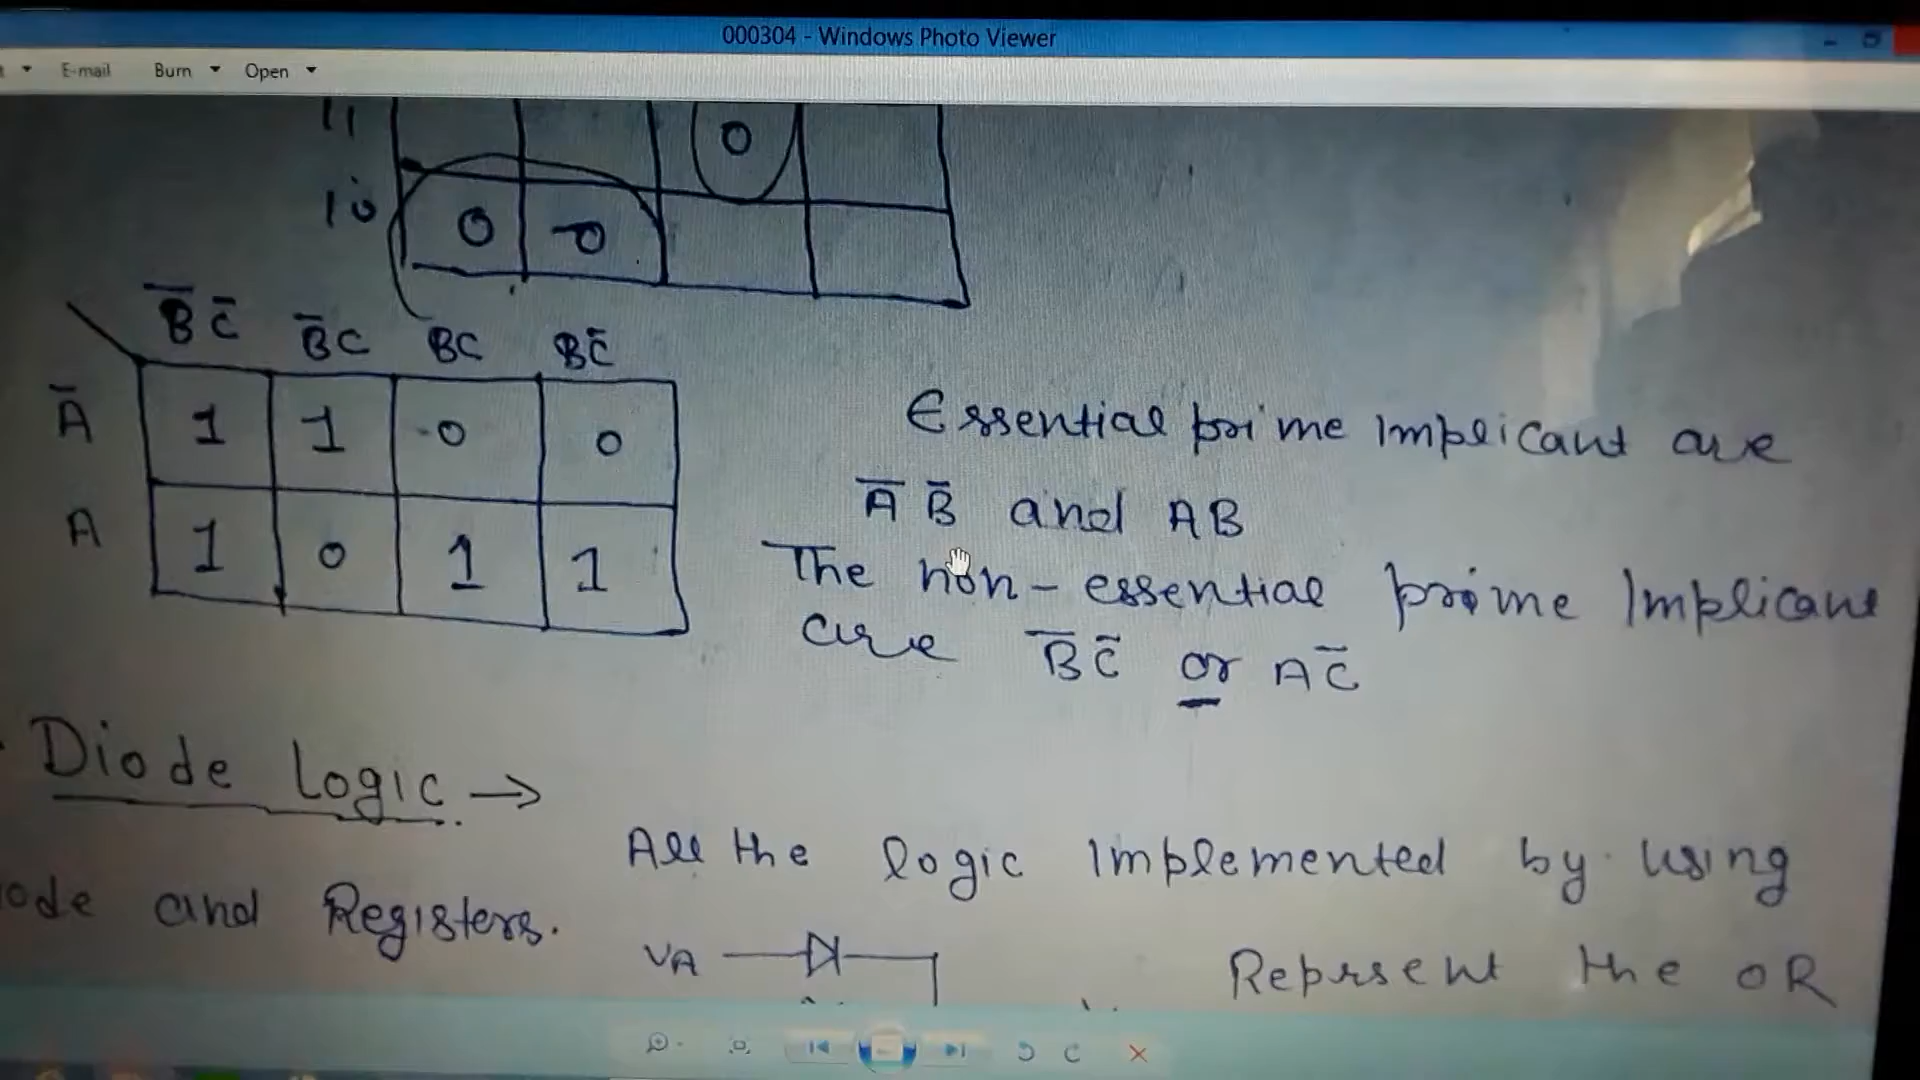 000304 - Windows Photo Viewer
E-mail Burn Open
11 0
10 0 0
B̅ C̅ B̅ C BC BC̅
A̅ 1 1 0 0
A 1 0 1 1
Essential prime Implicant are
A̅ B̅ and AB
The non-essential prime Implicant
are B̅ C̅ or AC̅
Diode Logic →
All the logic Implemented by using
ode and Registers.
VA
Reprsent the OR